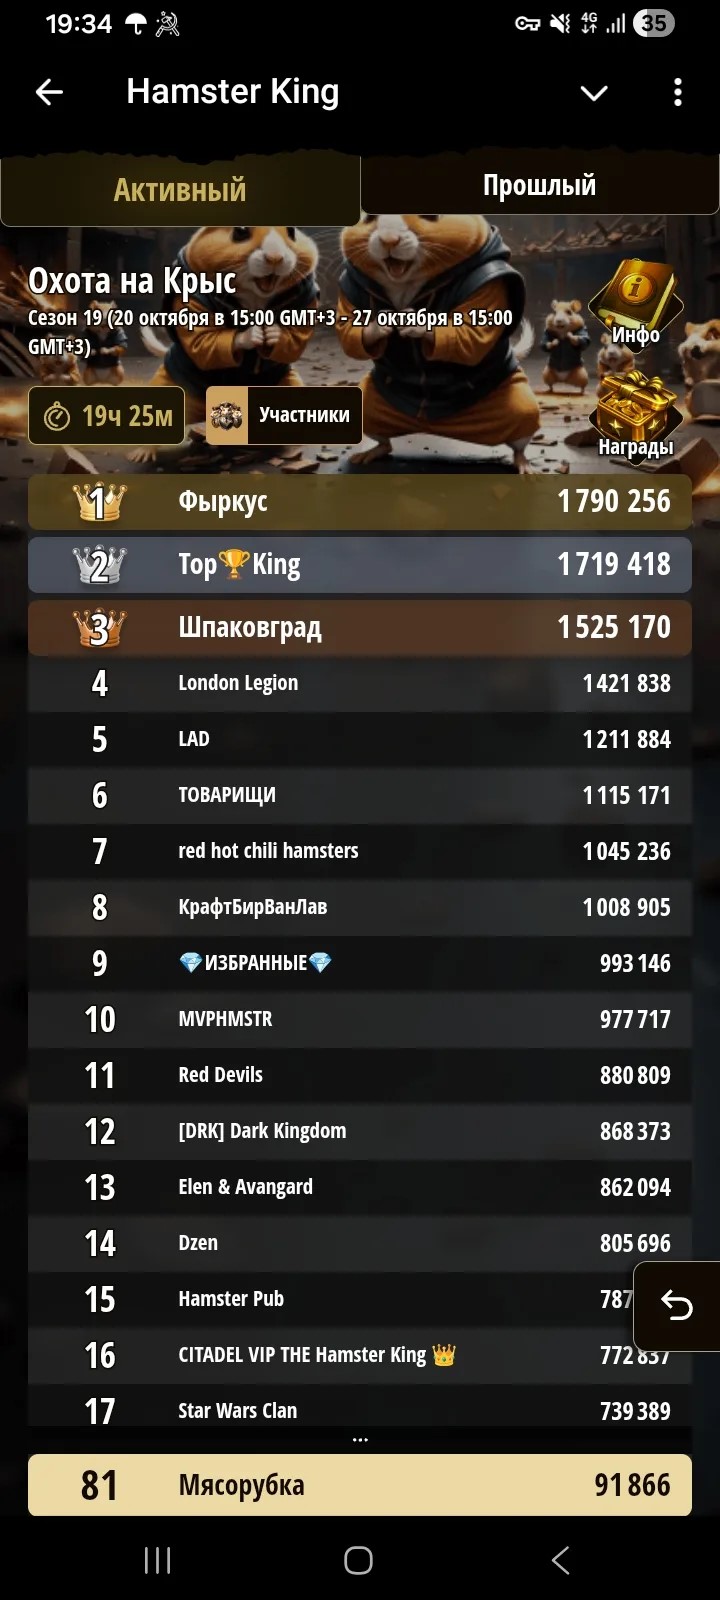 19:34
4G
35
Hamster King
Активный
Прошлый
Охота на Крыс
Сезон 19 (20 октября в 15:00 GMT+3 - 27 октября в 15:00
GMT+3)
Инфо
19ч 25м
Участники
Награды
1 Фыркус 1 790 256
2 Top🏆King 1 719 418
3 Шпаковград 1 525 170
4 London Legion 1 421 838
5 LAD 1 211 884
6 ТОВАРИЩИ 1 115 171
7 red hot chili hamsters 1 045 236
8 КрафтБирВанЛав 1 008 905
9 💎ИЗБРАННЫЕ💎 993 146
10 MVPHMSTR 977 717
11 Red Devils 880 809
12 [DRK] Dark Kingdom 868 373
13 Elen & Avangard 862 094
14 Dzen 805 696
15 Hamster Pub 787
16 CITADEL VIP THE Hamster King 👑 772 837
17 Star Wars Clan 739 389
...
81 Мясорубка 91 866